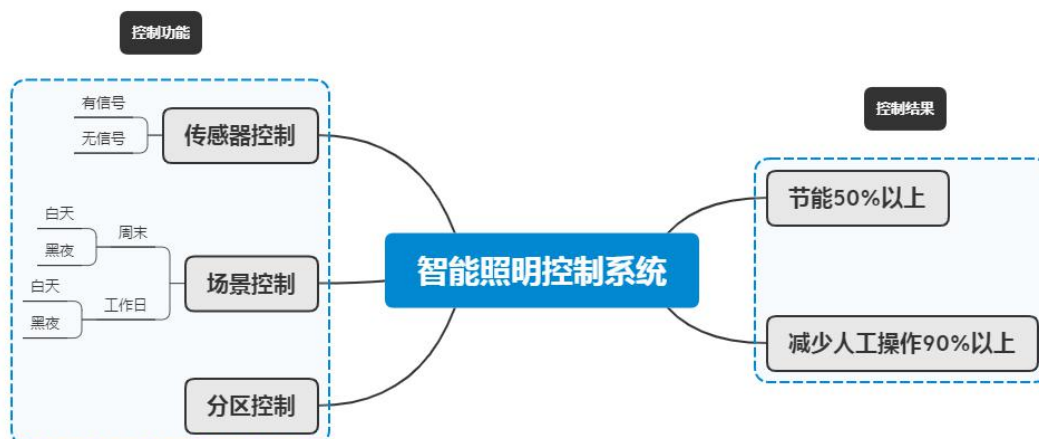 控制功能
有信号
无信号
传感器控制
白天
黑夜
周末
白天
黑夜
工作日
场景控制
分区控制
智能照明控制系统
控制结果
节能50%以上
减少人工操作90%以上